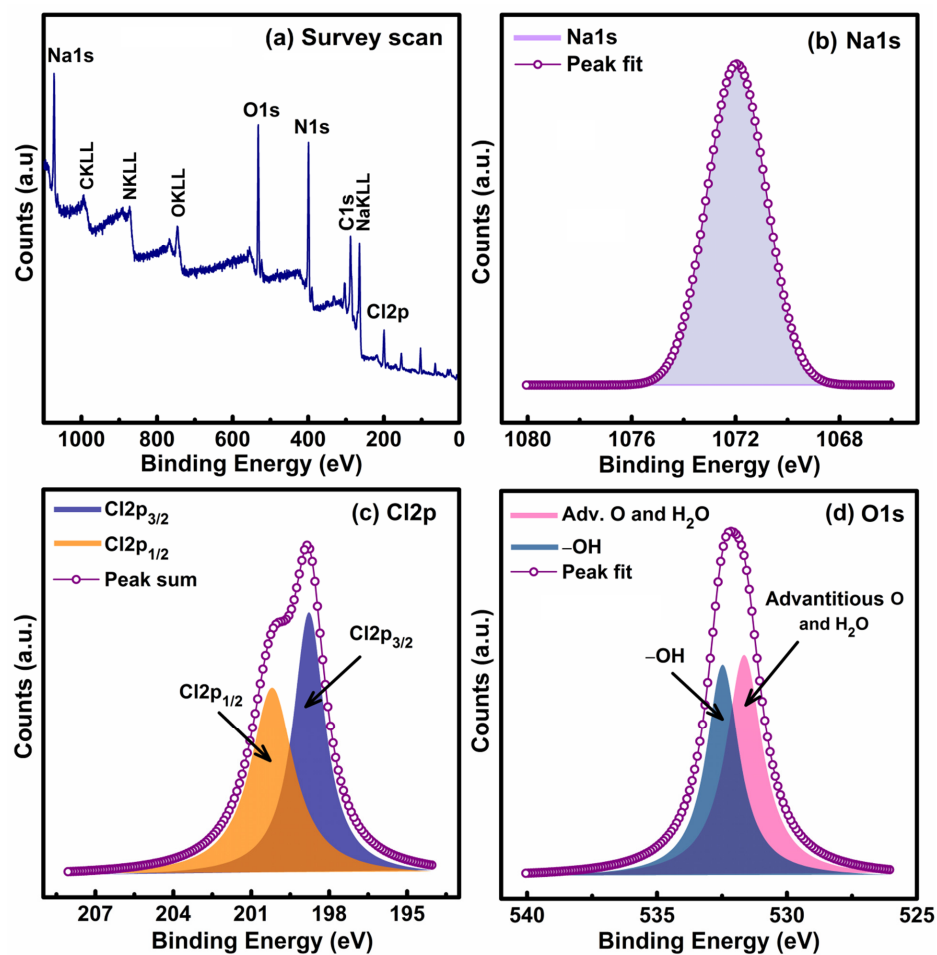 (a) Survey scan
Na1s
CKLL
NKLL
OKLL
O1s
N1s
C1s
NaKLL
Cl2p
Counts (a.u)
1000 800 600 400 200 0
Binding Energy (eV)
(b) Na1s
Na1s
Peak fit
Counts (a.u.)
1080 1076 1072 1068
Binding Energy (eV)
(c) Cl2p
Cl2p3/2
Cl2p1/2
Peak sum
Cl2p3/2
Cl2p1/2
Counts (a.u.)
207 204 201 198 195
Binding Energy (eV)
(d) O1s
Adv. O and H2O
–OH
Peak fit
Advantitious O
and H2O
–OH
Counts (a.u.)
540 535 530 525
Binding Energy (eV)